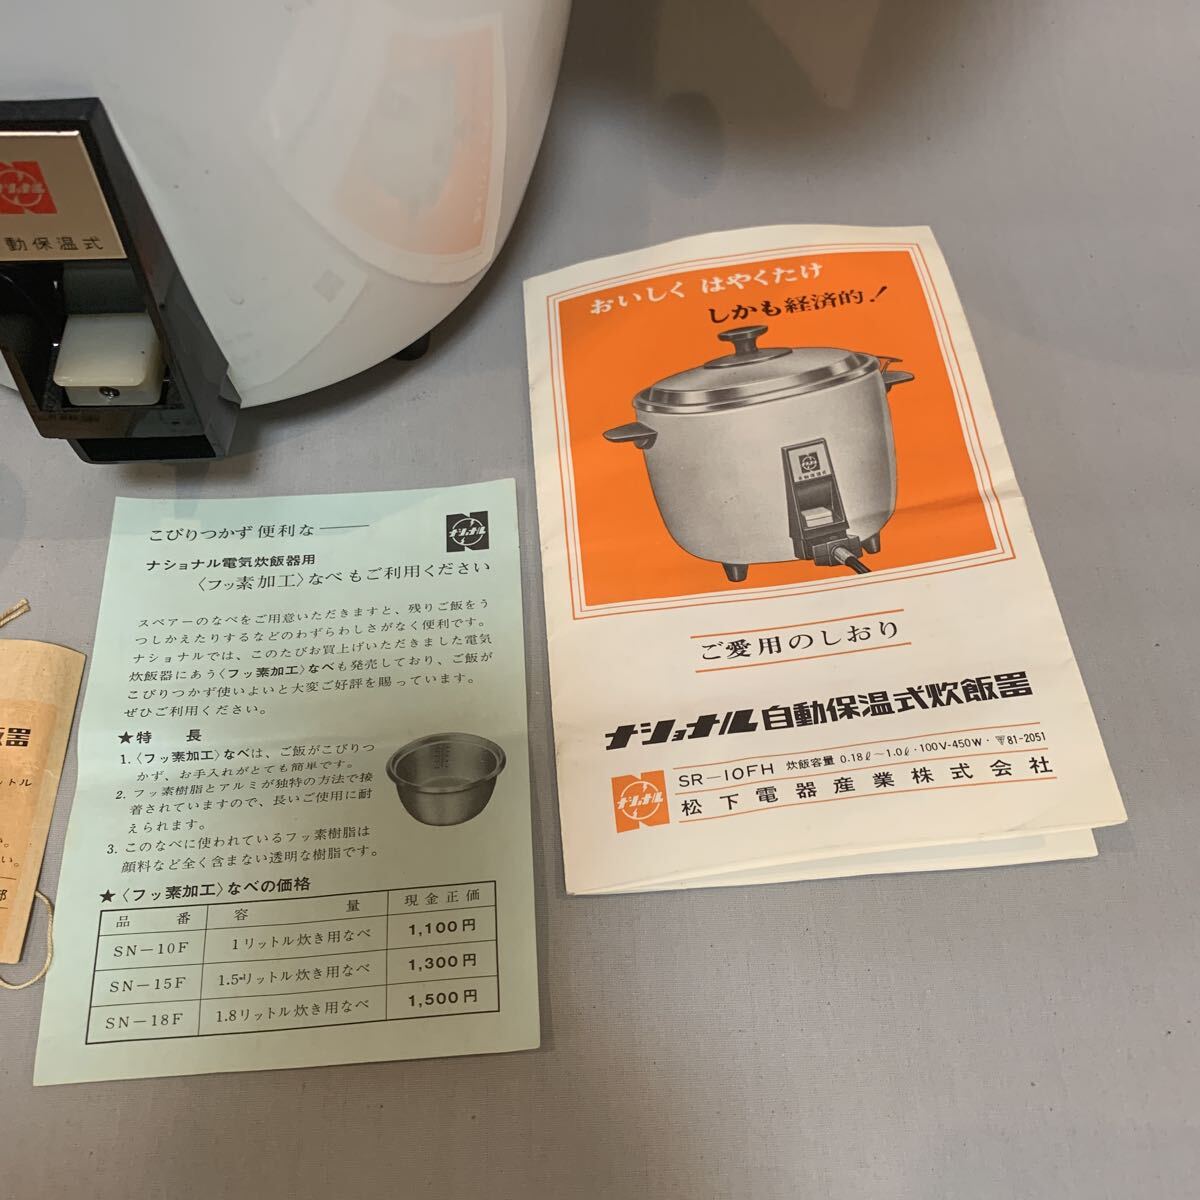 ナショナル
動保温式
おいしく はやくたけ
しかも経済的!
ナショナル
自動保温式
ご愛用のしおり
ナショナル自動保温式炊飯器
SR-10FH 炊飯容量 0.18ℓ~1.0ℓ・100V-450W・〒81-2051
ナショナル
松下電器産業株式会社
こびりつかず便利な——
ナショナル
ナショナル電気炊飯器用
〈フッ素加工〉なべもご利用ください
スペアーのなべをご用意いただきますと、残りご飯をう
つしかえたりするなどのわずらわしさがなく便利です。
ナショナルでは、このたびお買上げいただきました電気
炊飯器にあう〈フッ素加工〉なべも発売しており、ご飯が
こびりつかず使いよいと大変ご好評を賜っています。
ぜひご利用ください。
★特 長
1.〈フッ素加工〉なべは、ご飯がこびりつ
かず、お手入れがとても簡単です。
2. フッ素樹脂とアルミが独特の方法で接
着されていますので、長いご使用に耐
えられます。
3. このなべに使われているフッ素樹脂は
顔料など全く含まない透明な樹脂です。
★〈フッ素加工〉なべの価格
品 番 容 量 現金正価
SN-10F 1リットル炊き用なべ 1,100円
SN-15F 1.5リットル炊き用なべ 1,300円
SN-18F 1.8リットル炊き用なべ 1,500円
飯器
ットル
い。
い。
部